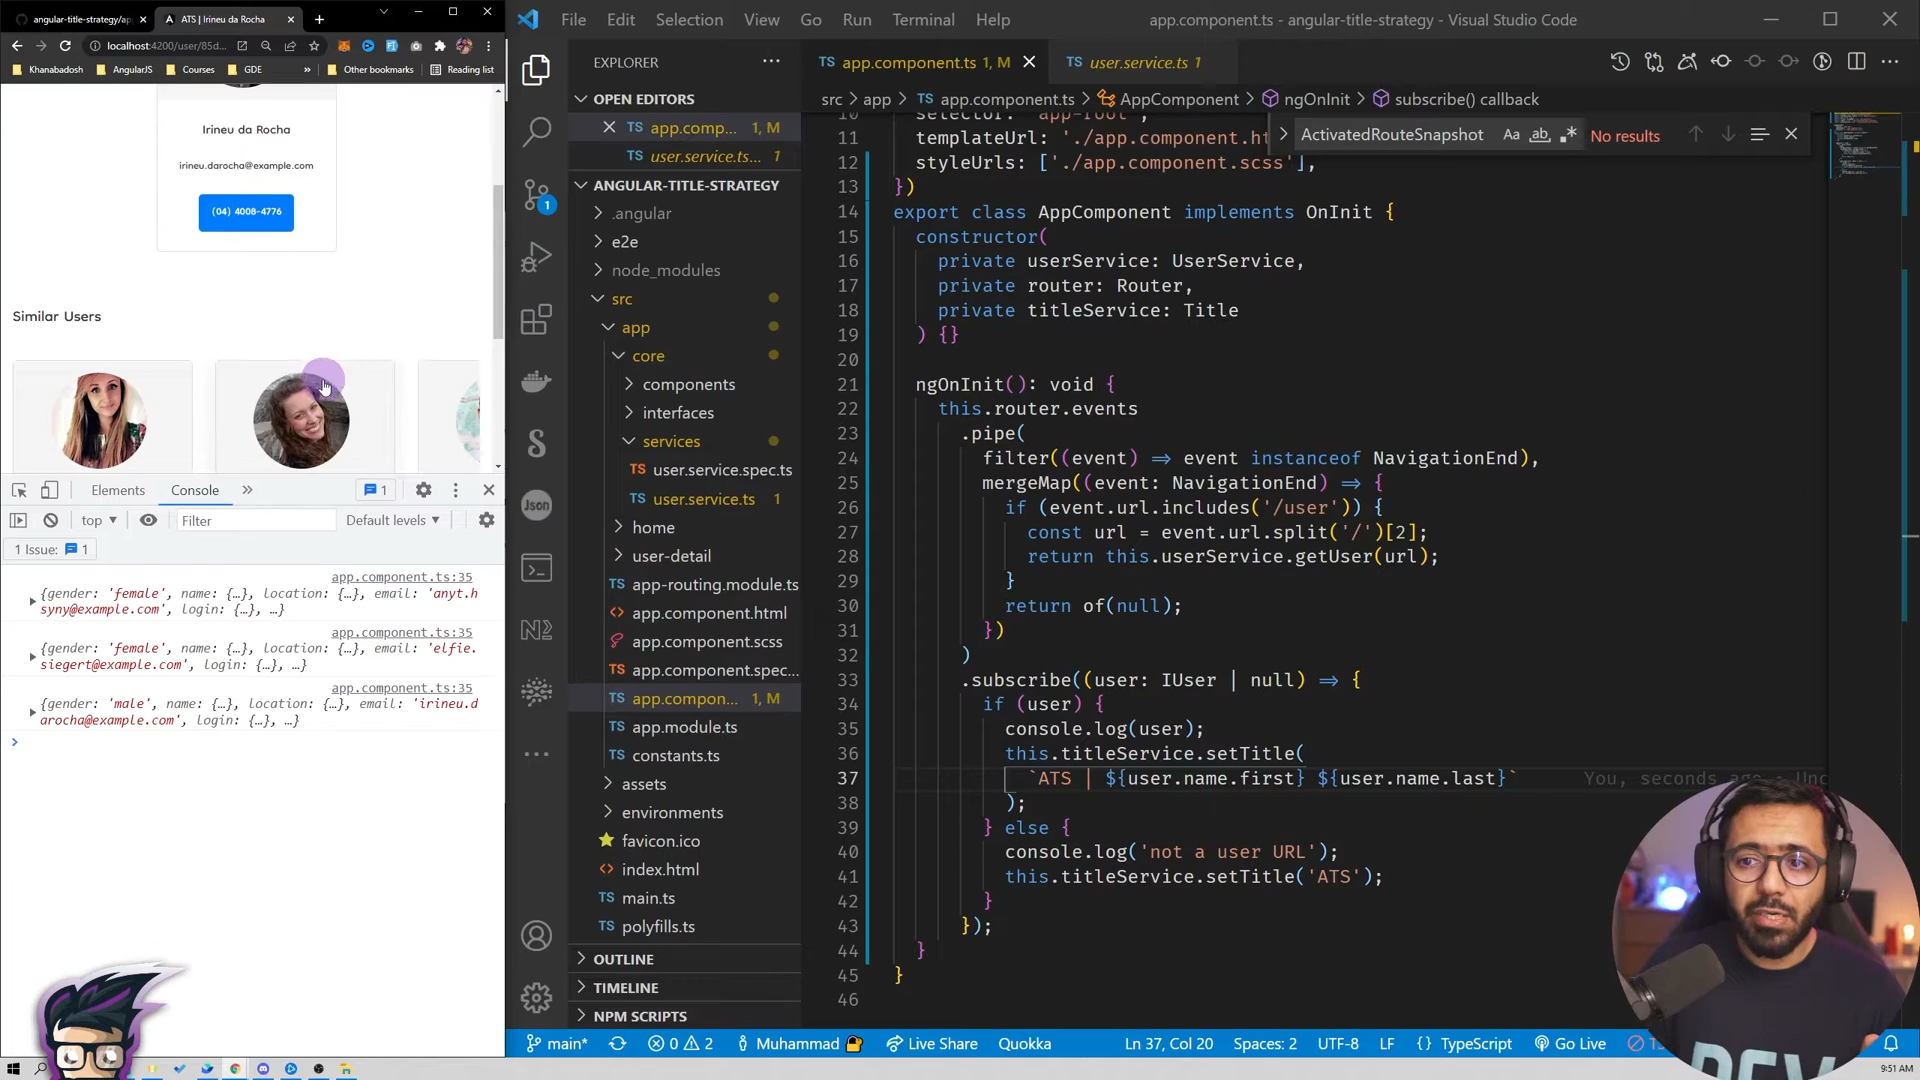 angular-title-strategy/ap
ATS | Irineu da Rocha
localhost:4200/user/85d...
Khanabadosh
AngularJS
Courses
GDE
»
Other bookmarks
Reading list
Irineu da Rocha
irineu.darocha@example.com
(04) 4008-4776
Similar Users
Elements
Console
»
1
top
Filter
Default levels
1 Issue:
1
app.component.ts:35
{gender: 'female', name: {…}, location: {…}, email: 'anyt.h
syny@example.com', login: {…}, …}
app.component.ts:35
{gender: 'female', name: {…}, location: {…}, email: 'elfie.
siegert@example.com', login: {…}, …}
app.component.ts:35
{gender: 'male', name: {…}, location: {…}, email: 'irineu.d
arocha@example.com', login: {…}, …}
File Edit Selection View Go Run Terminal Help
app.component.ts - angular-title-strategy - Visual Studio Code
EXPLORER
OPEN EDITORS
TS app.comp... 1, M
TS user.service.ts... 1
ANGULAR-TITLE-STRATEGY
.angular
e2e
node_modules
src
app
core
components
interfaces
services
TS user.service.spec.ts
TS user.service.ts 1
home
user-detail
TS app-routing.module.ts
app.component.html
app.component.scss
TS app.component.spec...
TS app.compon... 1, M
TS app.module.ts
TS constants.ts
assets
environments
favicon.ico
index.html
TS main.ts
TS polyfills.ts
OUTLINE
TIMELINE
NPM SCRIPTS
1
Json
TS app.component.ts 1, M
TS user.service.ts 1
src > app > TS app.component.ts > AppComponent > ngOnInit > subscribe() callback
ActivatedRouteSnapshot
Aa
ab
No results
10 selector: 'app-root',
11 templateUrl: './app.component.ht
12 styleUrls: ['./app.component.scss'],
13 })
14 export class AppComponent implements OnInit {
15 constructor(
16 private userService: UserService,
17 private router: Router,
18 private titleService: Title
19 ) {}
20
21 ngOnInit(): void {
22 this.router.events
23 .pipe(
24 filter((event) => event instanceof NavigationEnd),
25 mergeMap((event: NavigationEnd) => {
26 if (event.url.includes('/user')) {
27 const url = event.url.split('/')[2];
28 return this.userService.getUser(url);
29 }
30 return of(null);
31 })
32 )
33 .subscribe((user: IUser | null) => {
34 if (user) {
35 console.log(user);
36 this.titleService.setTitle(
37 `ATS | ${user.name.first} ${user.name.last}` You, seconds ago • Unc
38 );
39 } else {
40 console.log('not a user URL');
41 this.titleService.setTitle('ATS');
42 }
43 });
44 }
45 }
46
main*
0
2
Muhammad
Live Share
Quokka
Ln 37, Col 20
Spaces: 2
UTF-8
LF
{} TypeScript
Go Live
9:51 AM